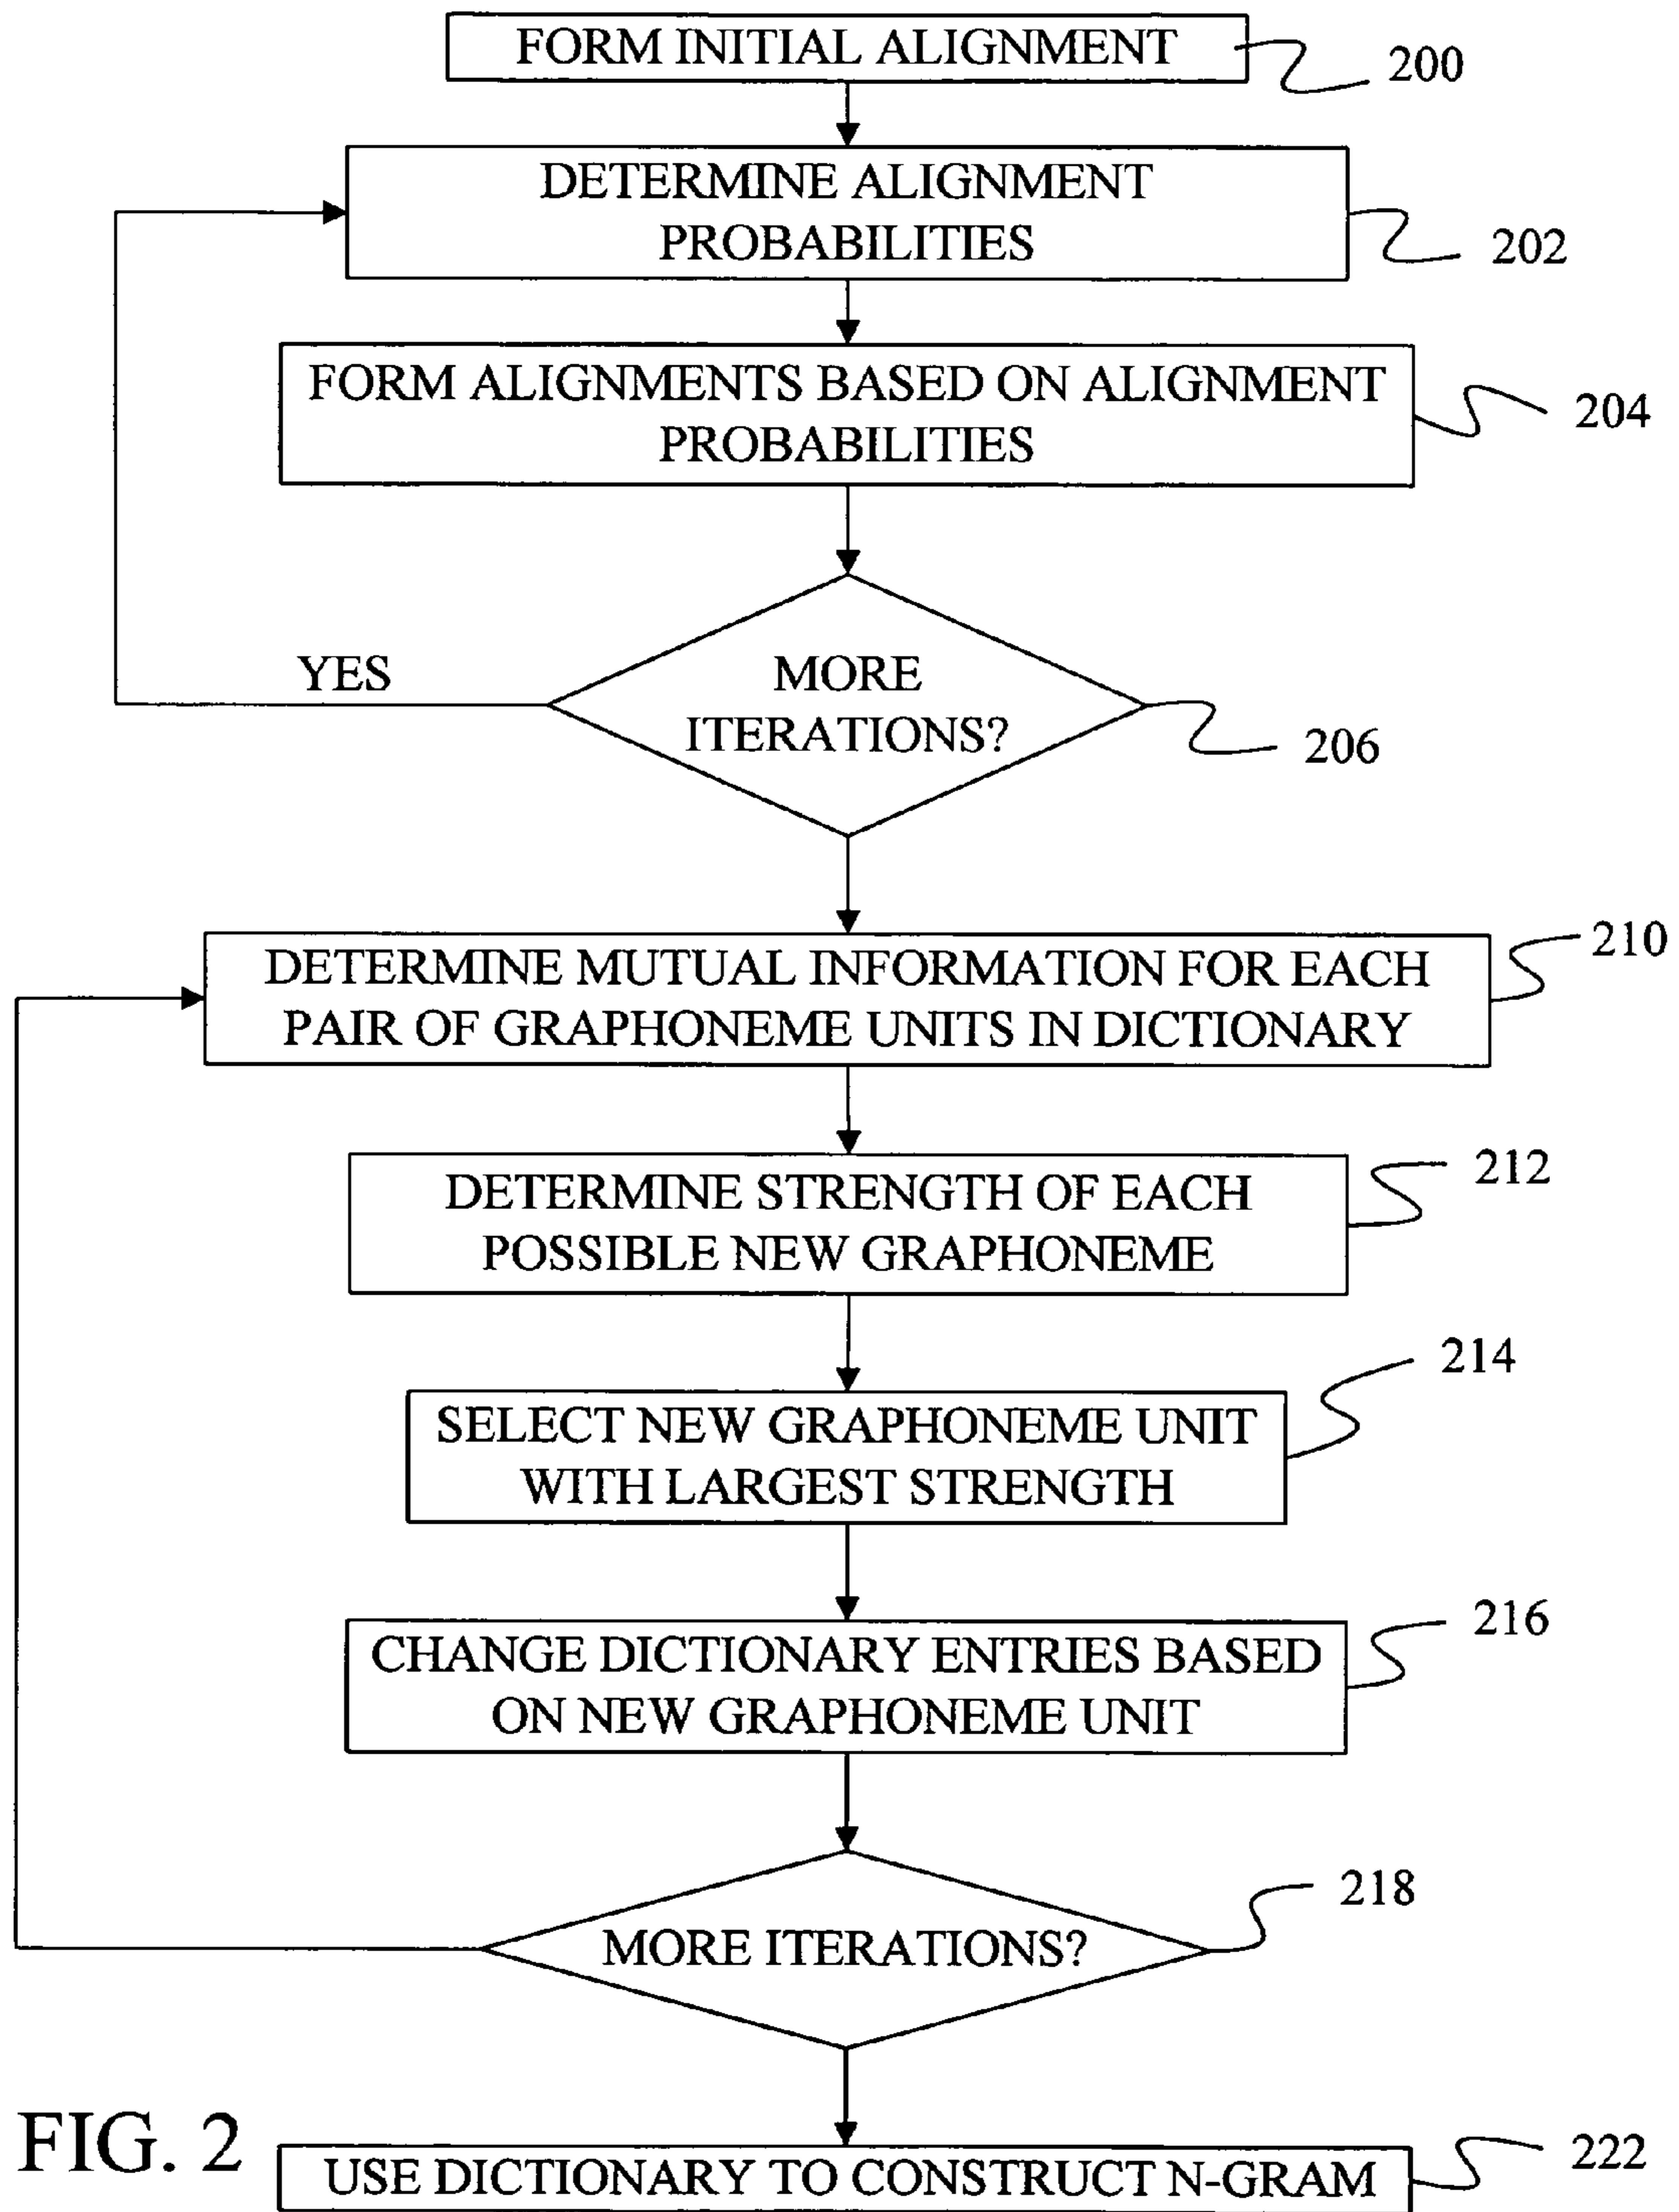 FORM INITIAL ALIGNMENT
200
DETERMINE ALIGNMENT
PROBABILITIES
202
FORM ALIGNMENTS BASED ON ALIGNMENT
PROBABILITIES
204
YES
MORE
ITERATIONS?
206
DETERMINE MUTUAL INFORMATION FOR EACH
PAIR OF GRAPHONEME UNITS IN DICTIONARY
210
DETERMINE STRENGTH OF EACH
POSSIBLE NEW GRAPHONEME
212
SELECT NEW GRAPHONEME UNIT
WITH LARGEST STRENGTH
214
CHANGE DICTIONARY ENTRIES BASED
ON NEW GRAPHONEME UNIT
216
MORE ITERATIONS?
218
FIG. 2
USE DICTIONARY TO CONSTRUCT N-GRAM
222